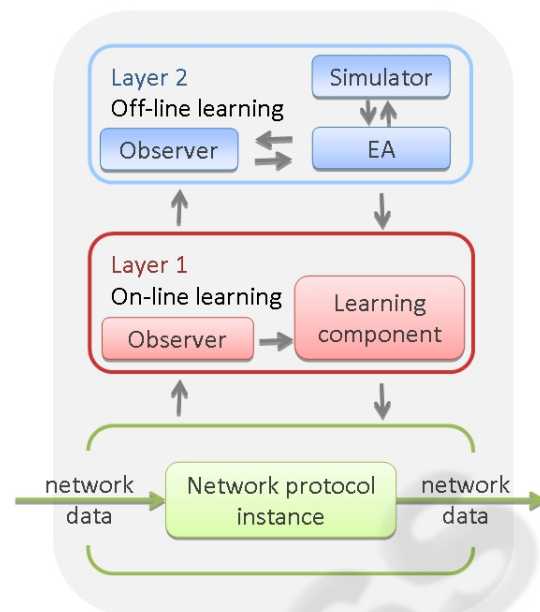 Layer 2
Off-line learning
Simulator
Observer
EA
Layer 1
On-line learning
Observer
Learning
component
network
data
Network protocol
instance
network
data